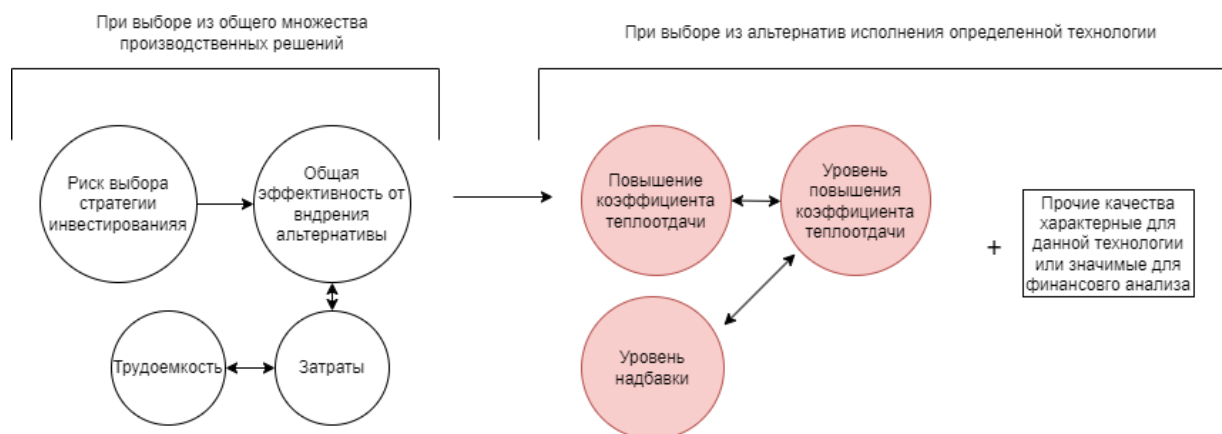 При выборе из общего множества
производственных решений
При выборе из альтернатив исполнения определенной технологии
Риск выбора
стратегии
инвестированияя
Общая
эффективность от
вндрения
альтернативы
Трудоемкость
Затраты
Повышение
коэффициента
теплоотдачи
Уровень
повышения
коэффициента
теплоотдачи
Уровень
надбавки
+
Прочие качества
характерные для
данной технологии
или значимые для
финансовго анализа